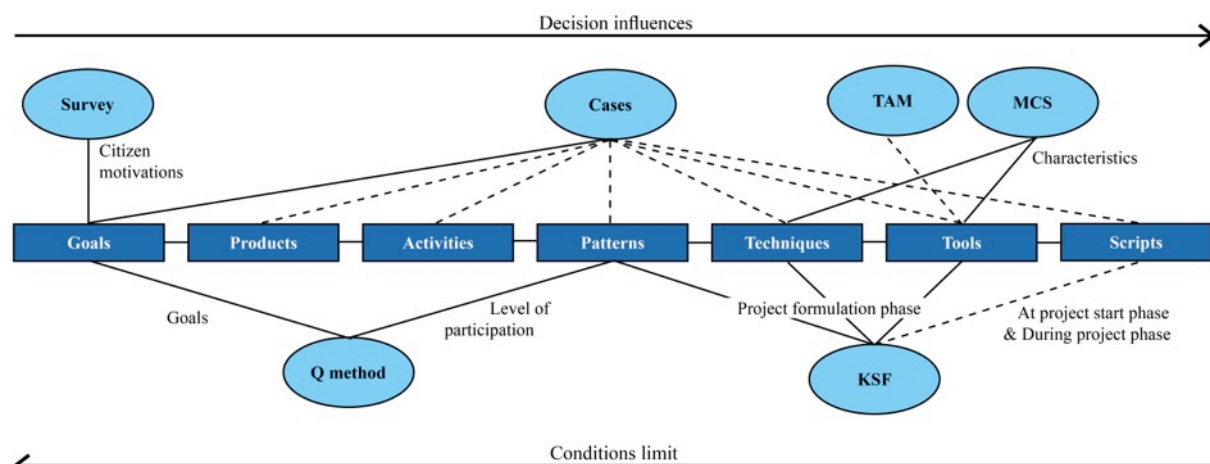 Decision influences
Survey
Cases
TAM
MCS
Citizen
motivations
Characteristics
Goals
Products
Activities
Patterns
Techniques
Tools
Scripts
Goals
Level of
participation
Project formulation phase
At project start phase
& During project phase
Q method
KSF
Conditions limit